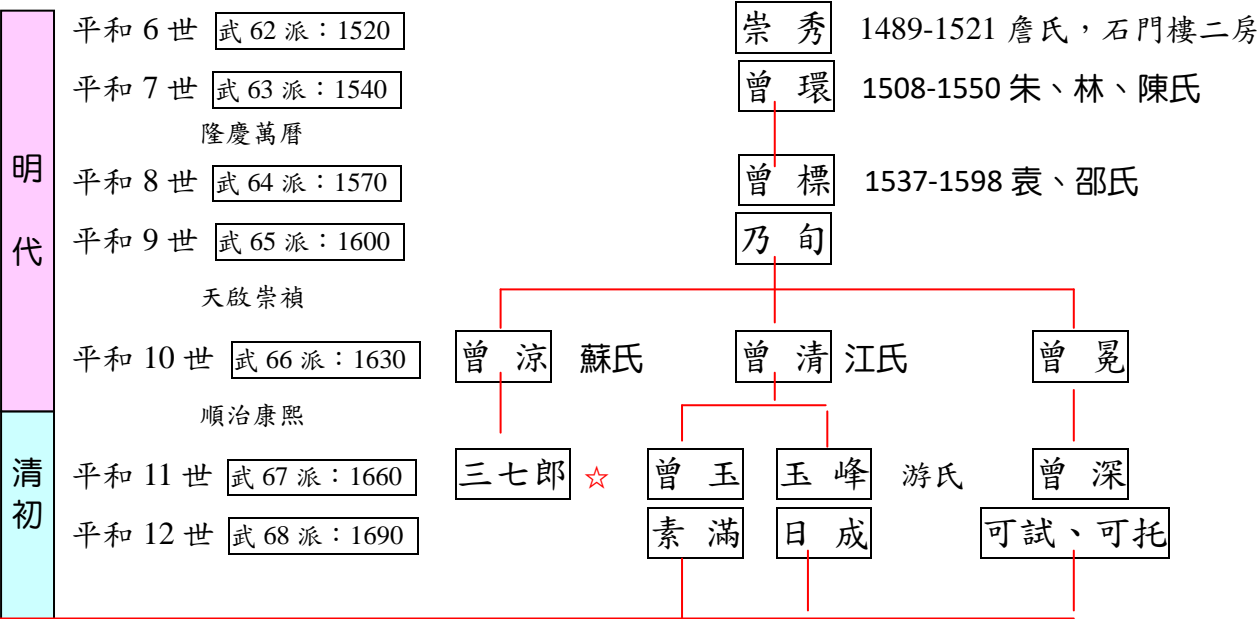 平和 6 世 武 62 派：1520 崇 秀 1489-1521 詹氏，石門樓二房
平和 7 世 武 63 派：1540 曾 環 1508-1550 朱、林、陳氏
隆慶萬曆
明代
平和 8 世 武 64 派：1570 曾 標 1537-1598 袁、邵氏
平和 9 世 武 65 派：1600 乃 旬
天啟崇禎
平和 10 世 武 66 派：1630 曾 涼 蘇氏 曾 清 江氏 曾 冕
順治康熙
清初
平和 11 世 武 67 派：1660 三七郎 ☆ 曾 玉 玉 峰 游氏 曾 深
平和 12 世 武 68 派：1690 素 滿 日 成 可試、可托